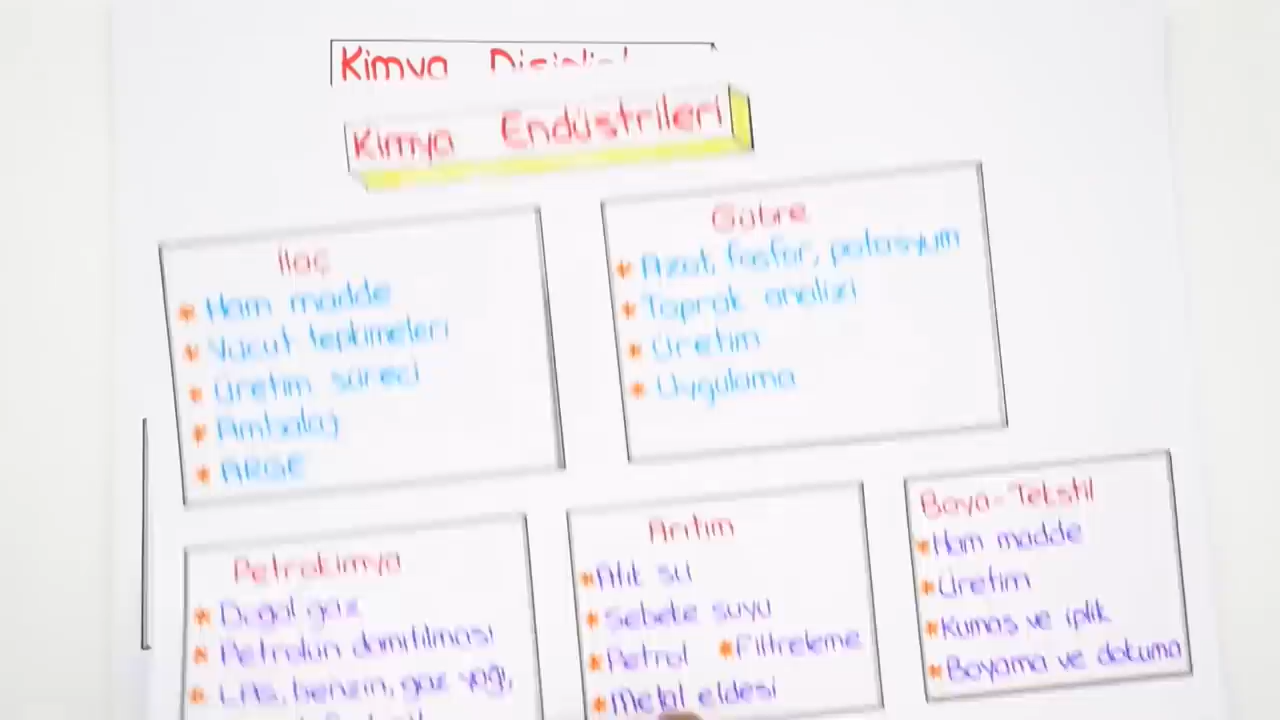 Kimya
Kimya Endüstrileri
İlaç
* Ham madde
* Vücut tepkimeleri
* Üretim süreci
* Ambalaj
* ARGE
Gübre
* Azot, fosfor, potasyum
* Toprak analizi
* Üretim
* Uygulama
Petrokimya
* Doğal gaz
* Petrolün damıtılması
* LPG, benzin, gaz yağı,
Arıtım
* Atık su
* Şebeke suyu
* Petrol * Filtreleme
* Metal eldesi
Boya-Tekstil
* Ham madde
* Üretim
* Kumaş ve iplik
* Boyama ve dokuma